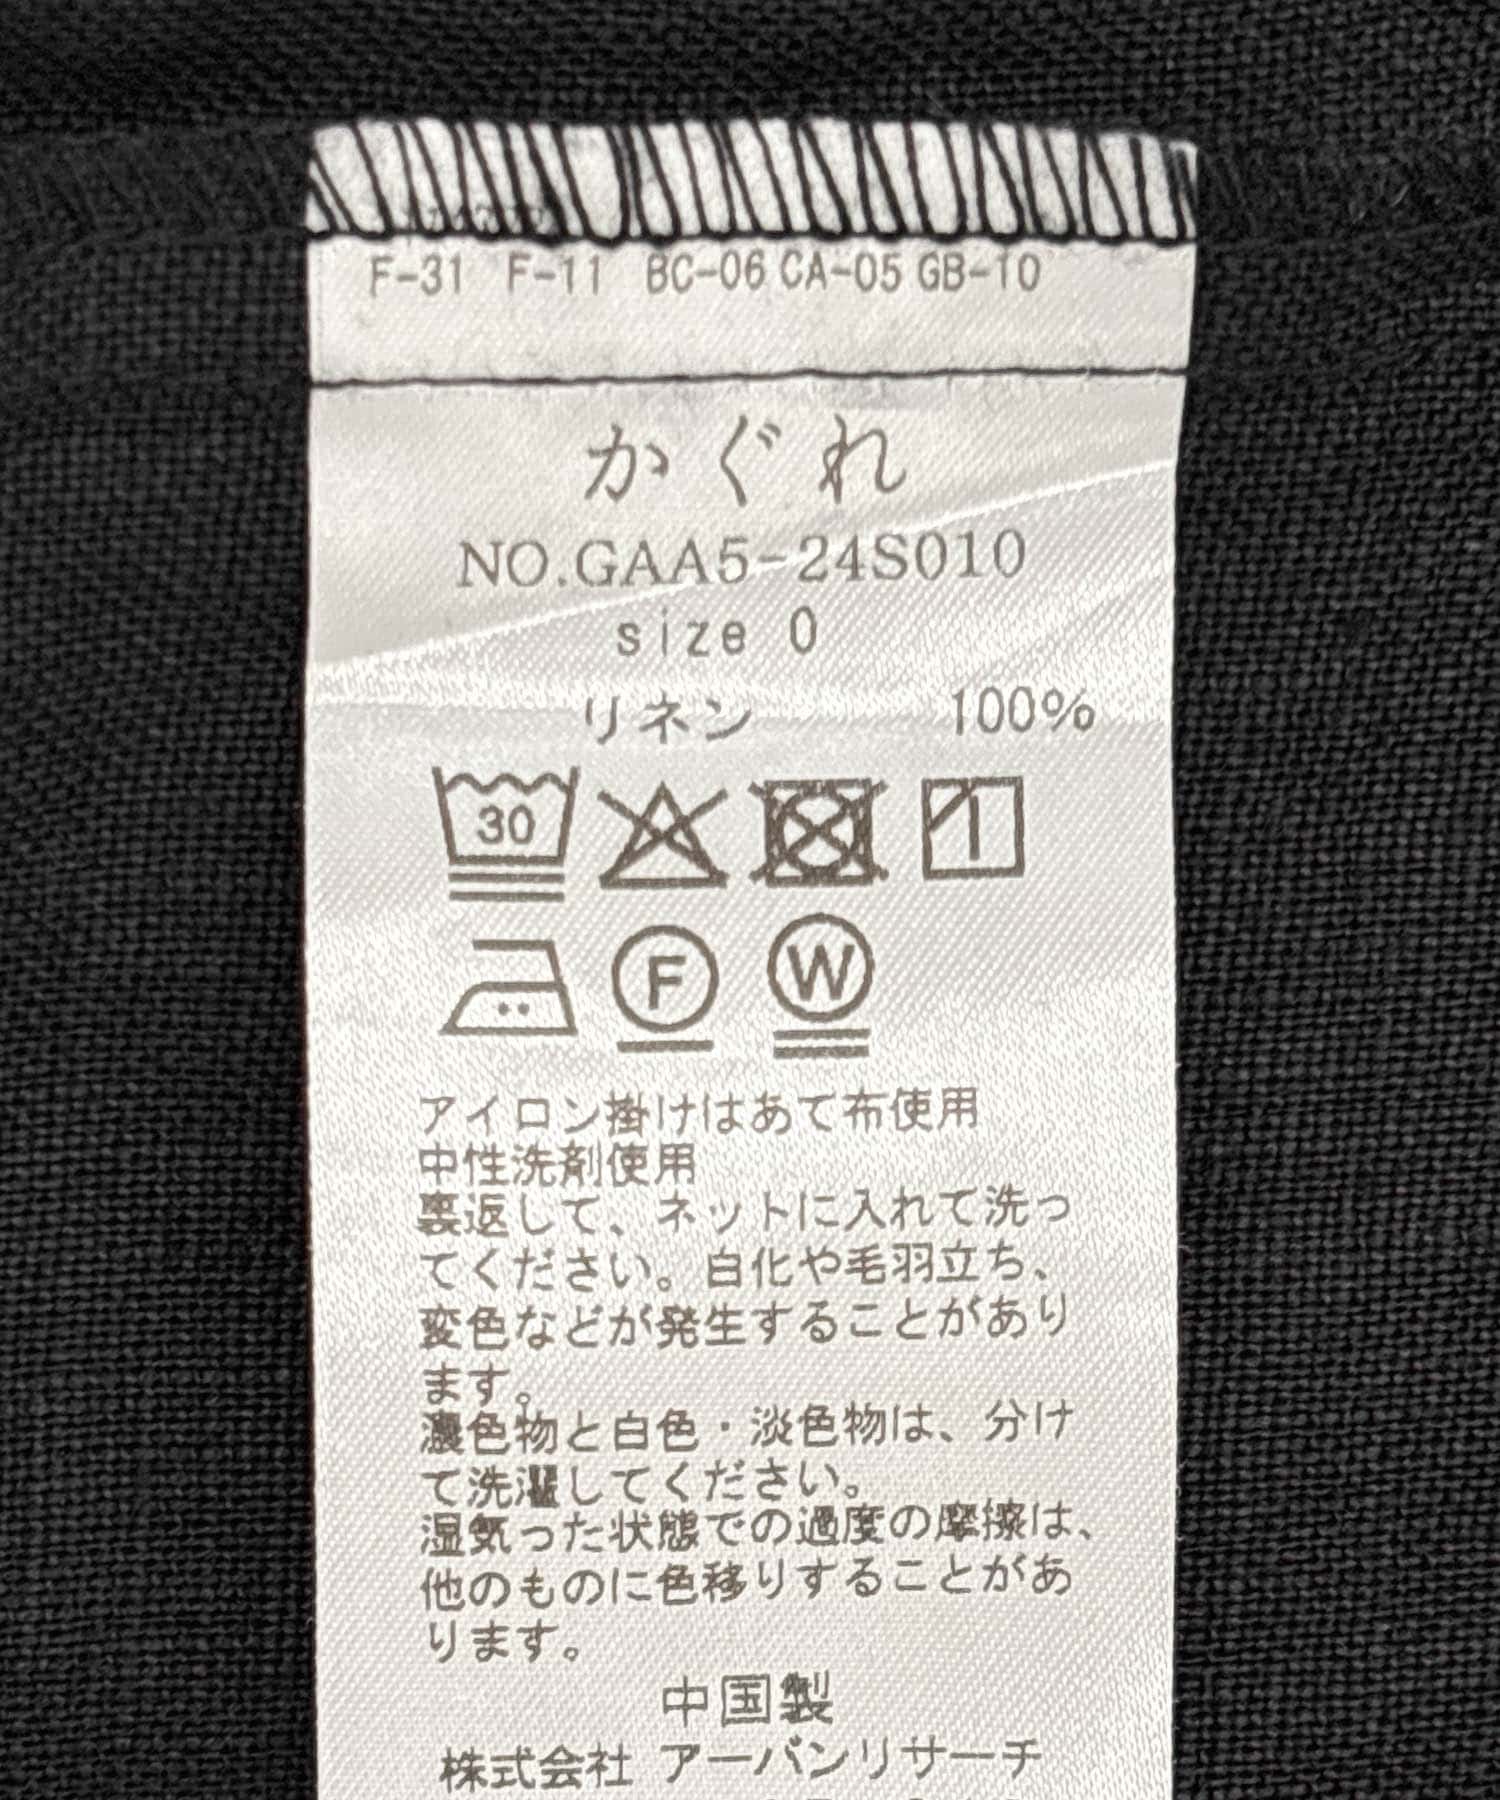 F-31 F-11 BC-06 CA-05 GB-10
かぐれ
NO.GAA5-24S010
size 0
リネン 100%
30
F W
アイロン掛けはあて布使用
中性洗剤使用
裏返して、ネットに入れて洗っ
てください。白化や毛羽立ち、
変色などが発生することがあり
ます。
濃色物と白色・淡色物は、分け
て洗濯してください。
湿気った状態での過度の摩擦は、
他のものに色移りすることがあ
ります。
中国製
株式会社 アーバンリサーチ